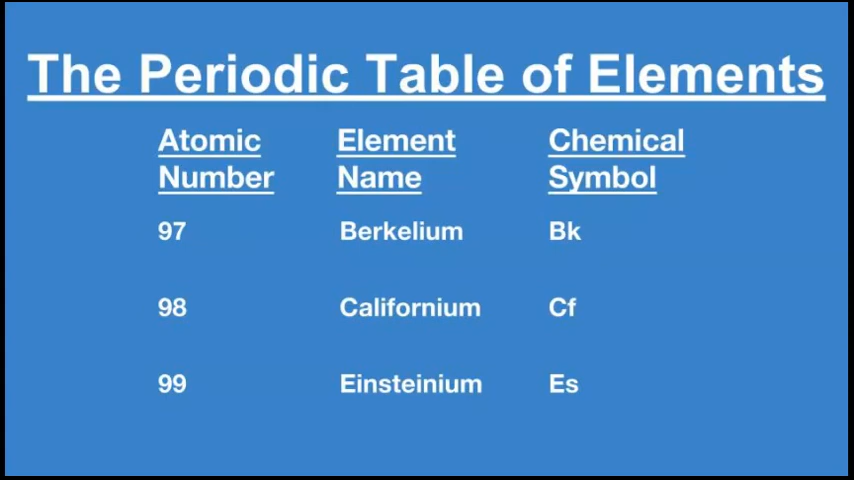 The Periodic Table of Elements
Atomic Number Element Name Chemical Symbol
97 Berkelium Bk
98 Californium Cf
99 Einsteinium Es